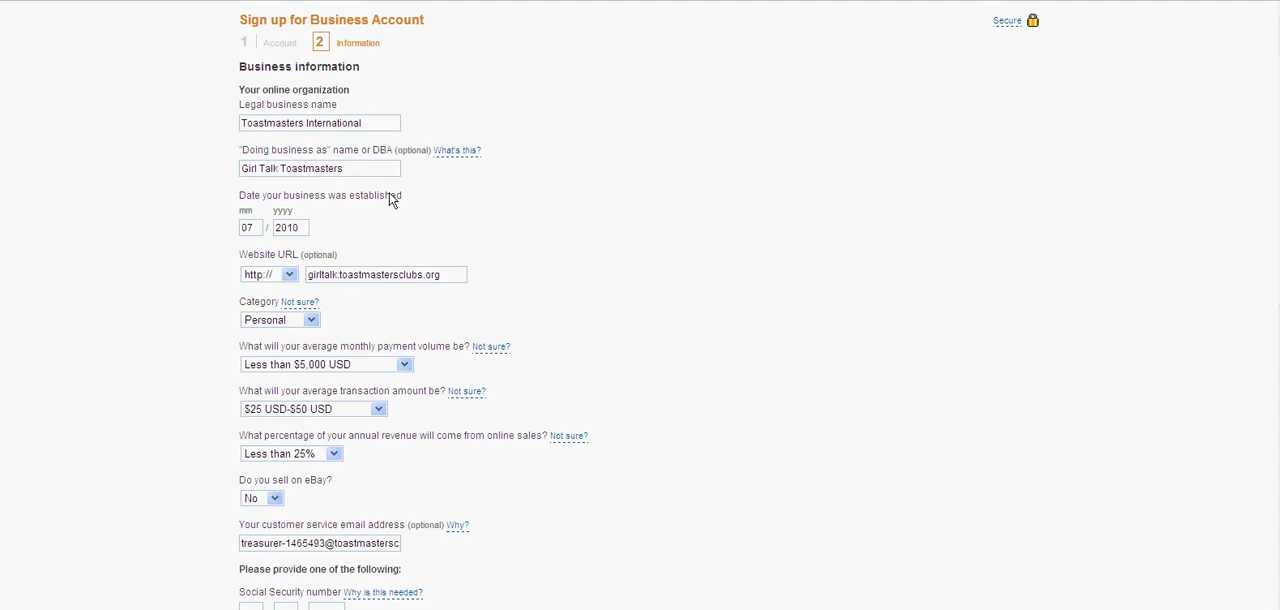 Sign up for Business Account
Secure
1 Account 2 Information
Business information
Your online organization
Legal business name
Toastmasters International
"Doing business as" name or DBA (optional) What's this?
Girl Talk Toastmasters
Date your business was established
mm yyyy
07 / 2010
Website URL (optional)
http:// girltalk.toastmastersclubs.org
Category Not sure?
Personal
What will your average monthly payment volume be? Not sure?
Less than $5,000 USD
What will your average transaction amount be? Not sure?
$25 USD-$50 USD
What percentage of your annual revenue will come from online sales? Not sure?
Less than 25%
Do you sell on eBay?
No
Your customer service email address (optional) Why?
treasurer-1465493@toastmastersc
Please provide one of the following:
Social Security number Why is this needed?